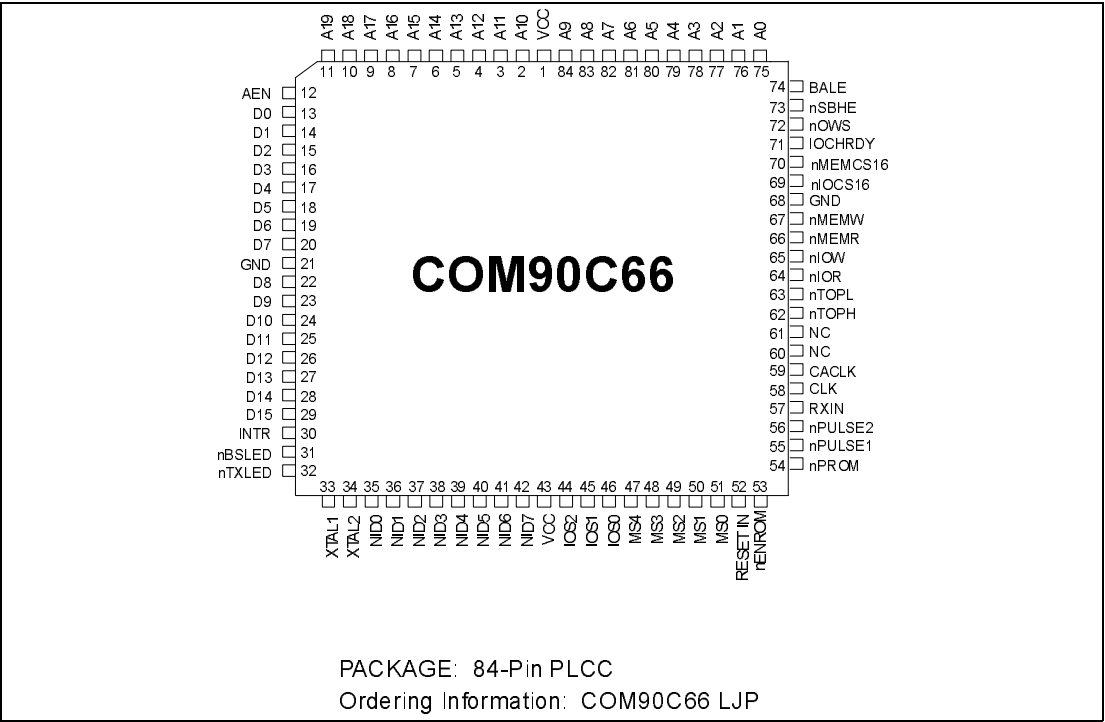 A19 A18 A17 A16 A15 A14 A13 A12 A11 A10 VCC A9 A8 A7 A6 A5 A4 A3 A2 A1 A0
11 10 9 8 7 6 5 4 3 2 1 84 83 82 81 80 79 78 77 76 75
AEN 12
D0 13
D1 14
D2 15
D3 16
D4 17
D5 18
D6 19
D7 20
GND 21
D8 22
D9 23
D10 24
D11 25
D12 26
D13 27
D14 28
D15 29
INTR 30
nBSLED 31
nTXLED 32
COM90C66
74 BALE
73 nSBHE
72 nOWS
71 IOCHRDY
70 nMEMCS16
69 nIOCS16
68 GND
67 nMEMW
66 nMEMR
65 nIOW
64 nIOR
63 nTOPL
62 nTOPH
61 NC
60 NC
59 CACLK
58 CLK
57 RXIN
56 nPULSE2
55 nPULSE1
54 nPROM
33 34 35 36 37 38 39 40 41 42 43 44 45 46 47 48 49 50 51 52 53
XTAL1 XTAL2 NID0 NID1 NID2 NID3 NID4 NID5 NID6 NID7 VCC IOS2 IOS1 IOS0 MS4 MS3 MS2 MS1 MS0 RESET IN nENROM
PACKAGE: 84-Pin PLCC
Ordering Information: COM90C66 LJP